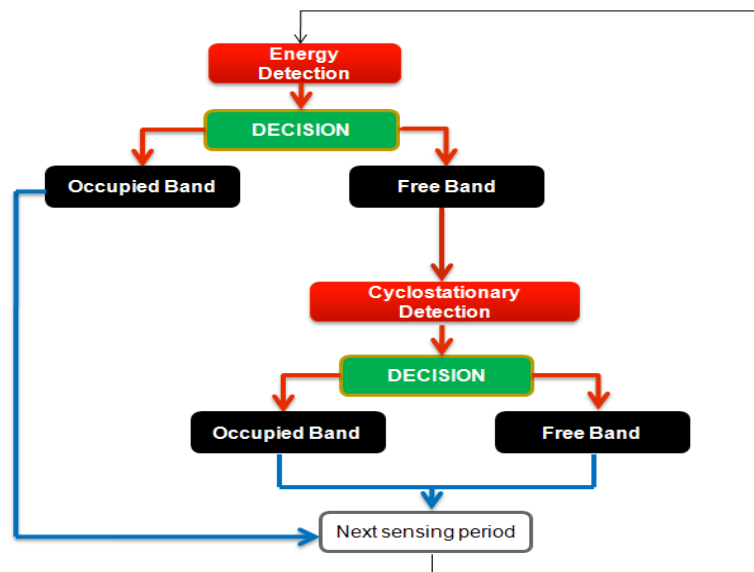 Energy
Detection
DECISION
Occupied Band
Free Band
Cyclostationary
Detection
DECISION
Occupied Band
Free Band
Next sensing period